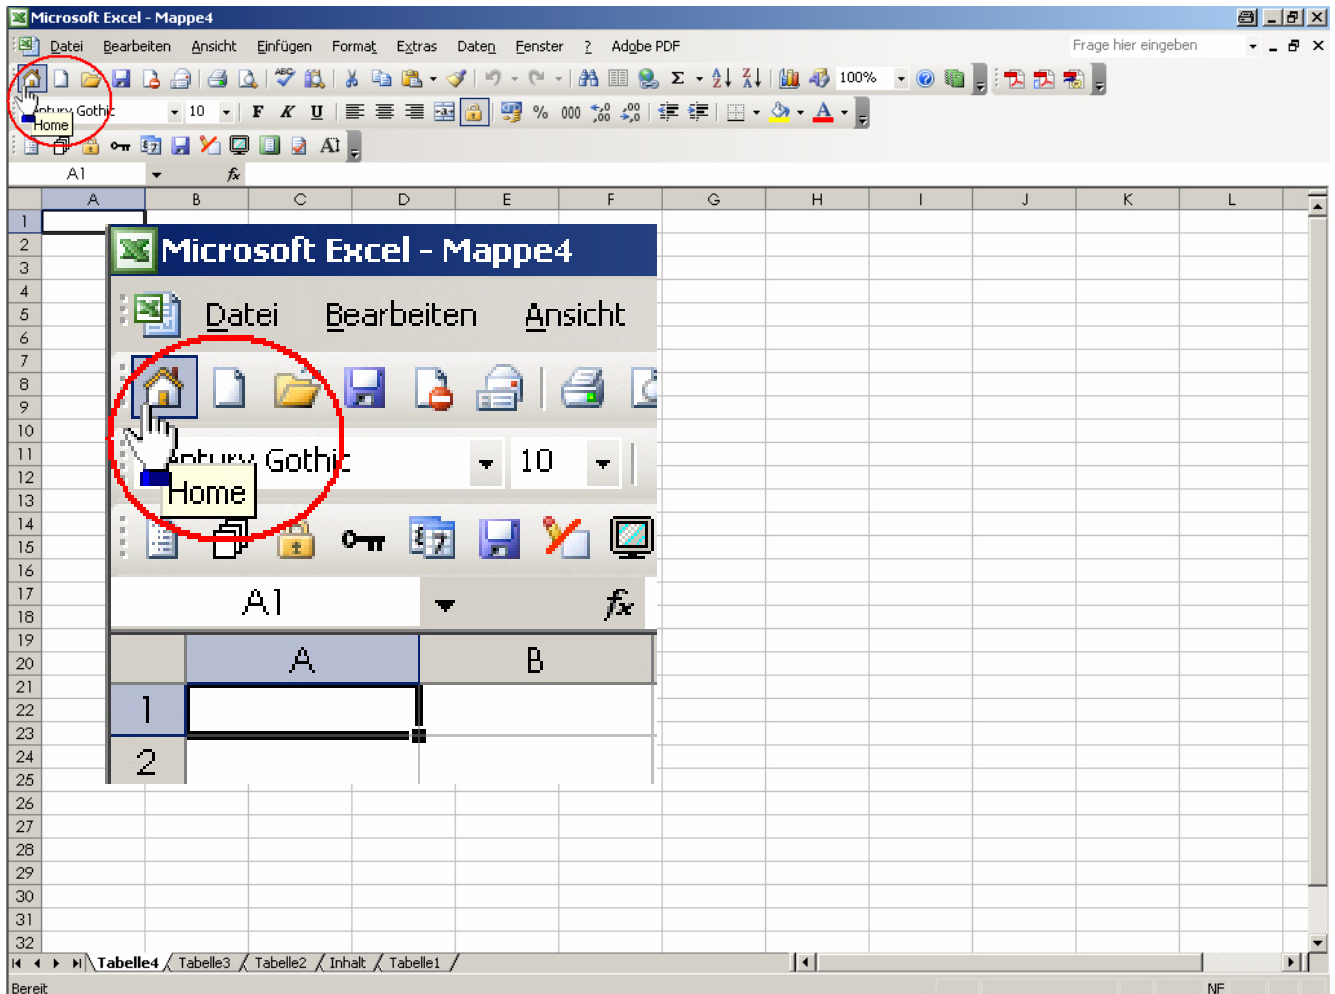 Microsoft Excel - Mappe4
Datei Bearbeiten Ansicht Einfügen Format Extras Daten Fenster ? Adobe PDF Frage hier eingeben
ABC Σ A Z Z A 100%
Gothic 10 F K U % 000
Home
A1 fx
A B C D E F G H I J K L
1
2
3
4
5
6
7
8
9
10
11
12
13
14
15
16
17
18
19
20
21
22
23
24
25
26
27
28
29
30
31
32
Microsoft Excel - Mappe4
Datei Bearbeiten Ansicht
Gothic 10
Home
A1 fx
A B
1
2
Tabelle4 Tabelle3 Tabelle2 Inhalt Tabelle1
Bereit NF